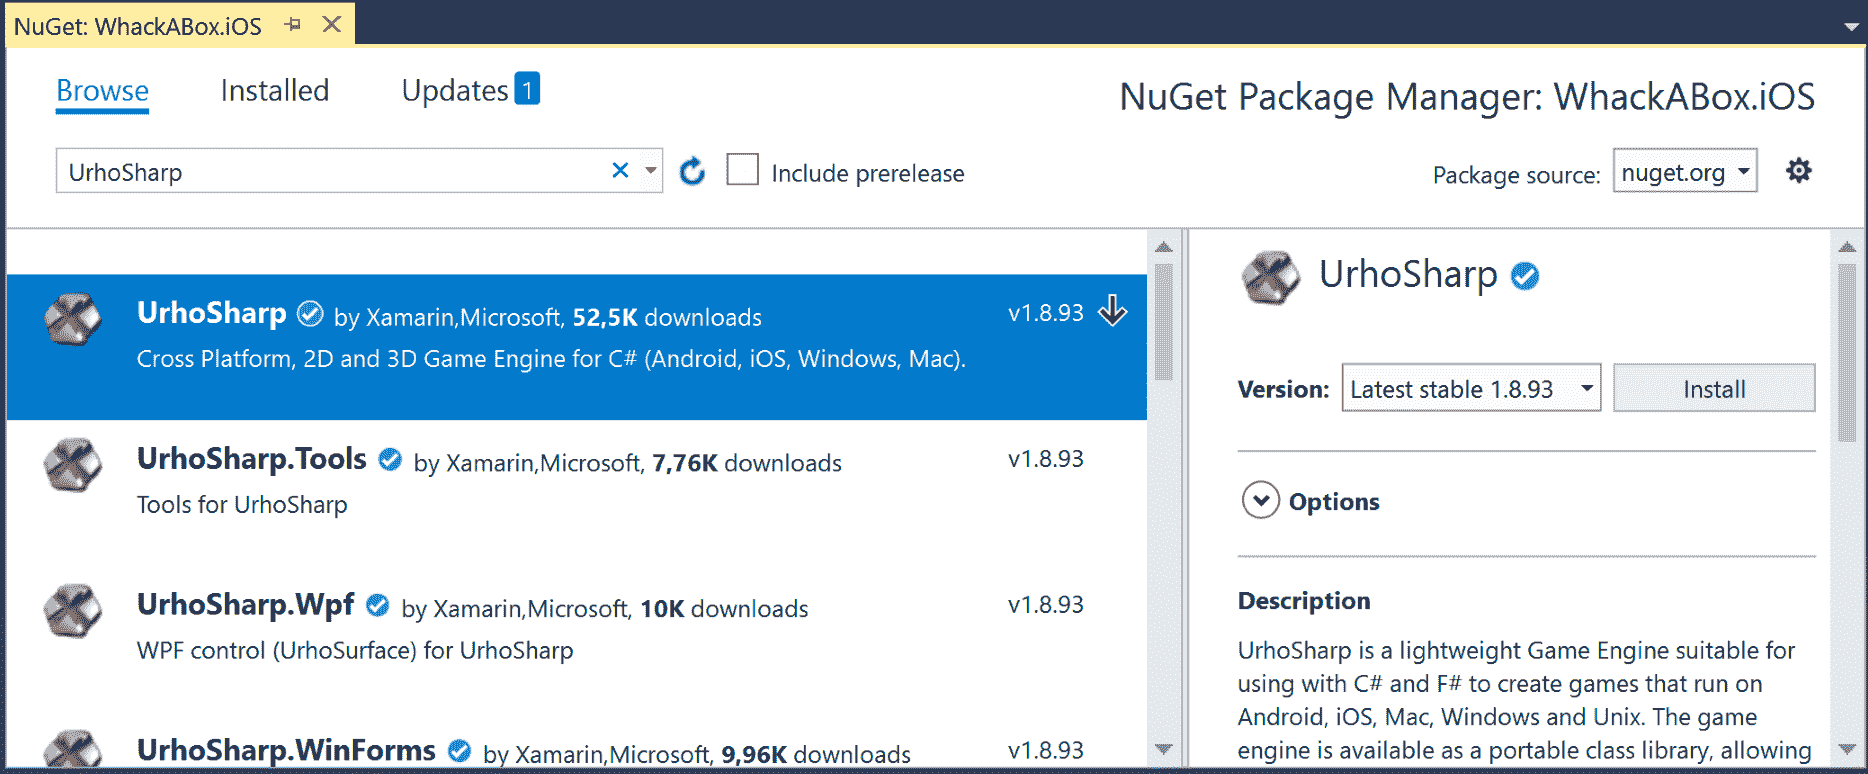 NuGet: WhackABox.iOS
Browse Installed Updates 1
NuGet Package Manager: WhackABox.iOS
UrhoSharp
Include prerelease
Package source: nuget.org
UrhoSharp by Xamarin,Microsoft, 52,5K downloads v1.8.93
Cross Platform, 2D and 3D Game Engine for C# (Android, iOS, Windows, Mac).
UrhoSharp.Tools by Xamarin,Microsoft, 7,76K downloads v1.8.93
Tools for UrhoSharp
UrhoSharp.Wpf by Xamarin,Microsoft, 10K downloads v1.8.93
WPF control (UrhoSurface) for UrhoSharp
UrhoSharp.WinForms by Xamarin,Microsoft, 9,96K downloads v1.8.93
UrhoSharp
Version: Latest stable 1.8.93 Install
Options
Description
UrhoSharp is a lightweight Game Engine suitable for
using with C# and F# to create games that run on
Android, iOS, Mac, Windows and Unix. The game
engine is available as a portable class library, allowing